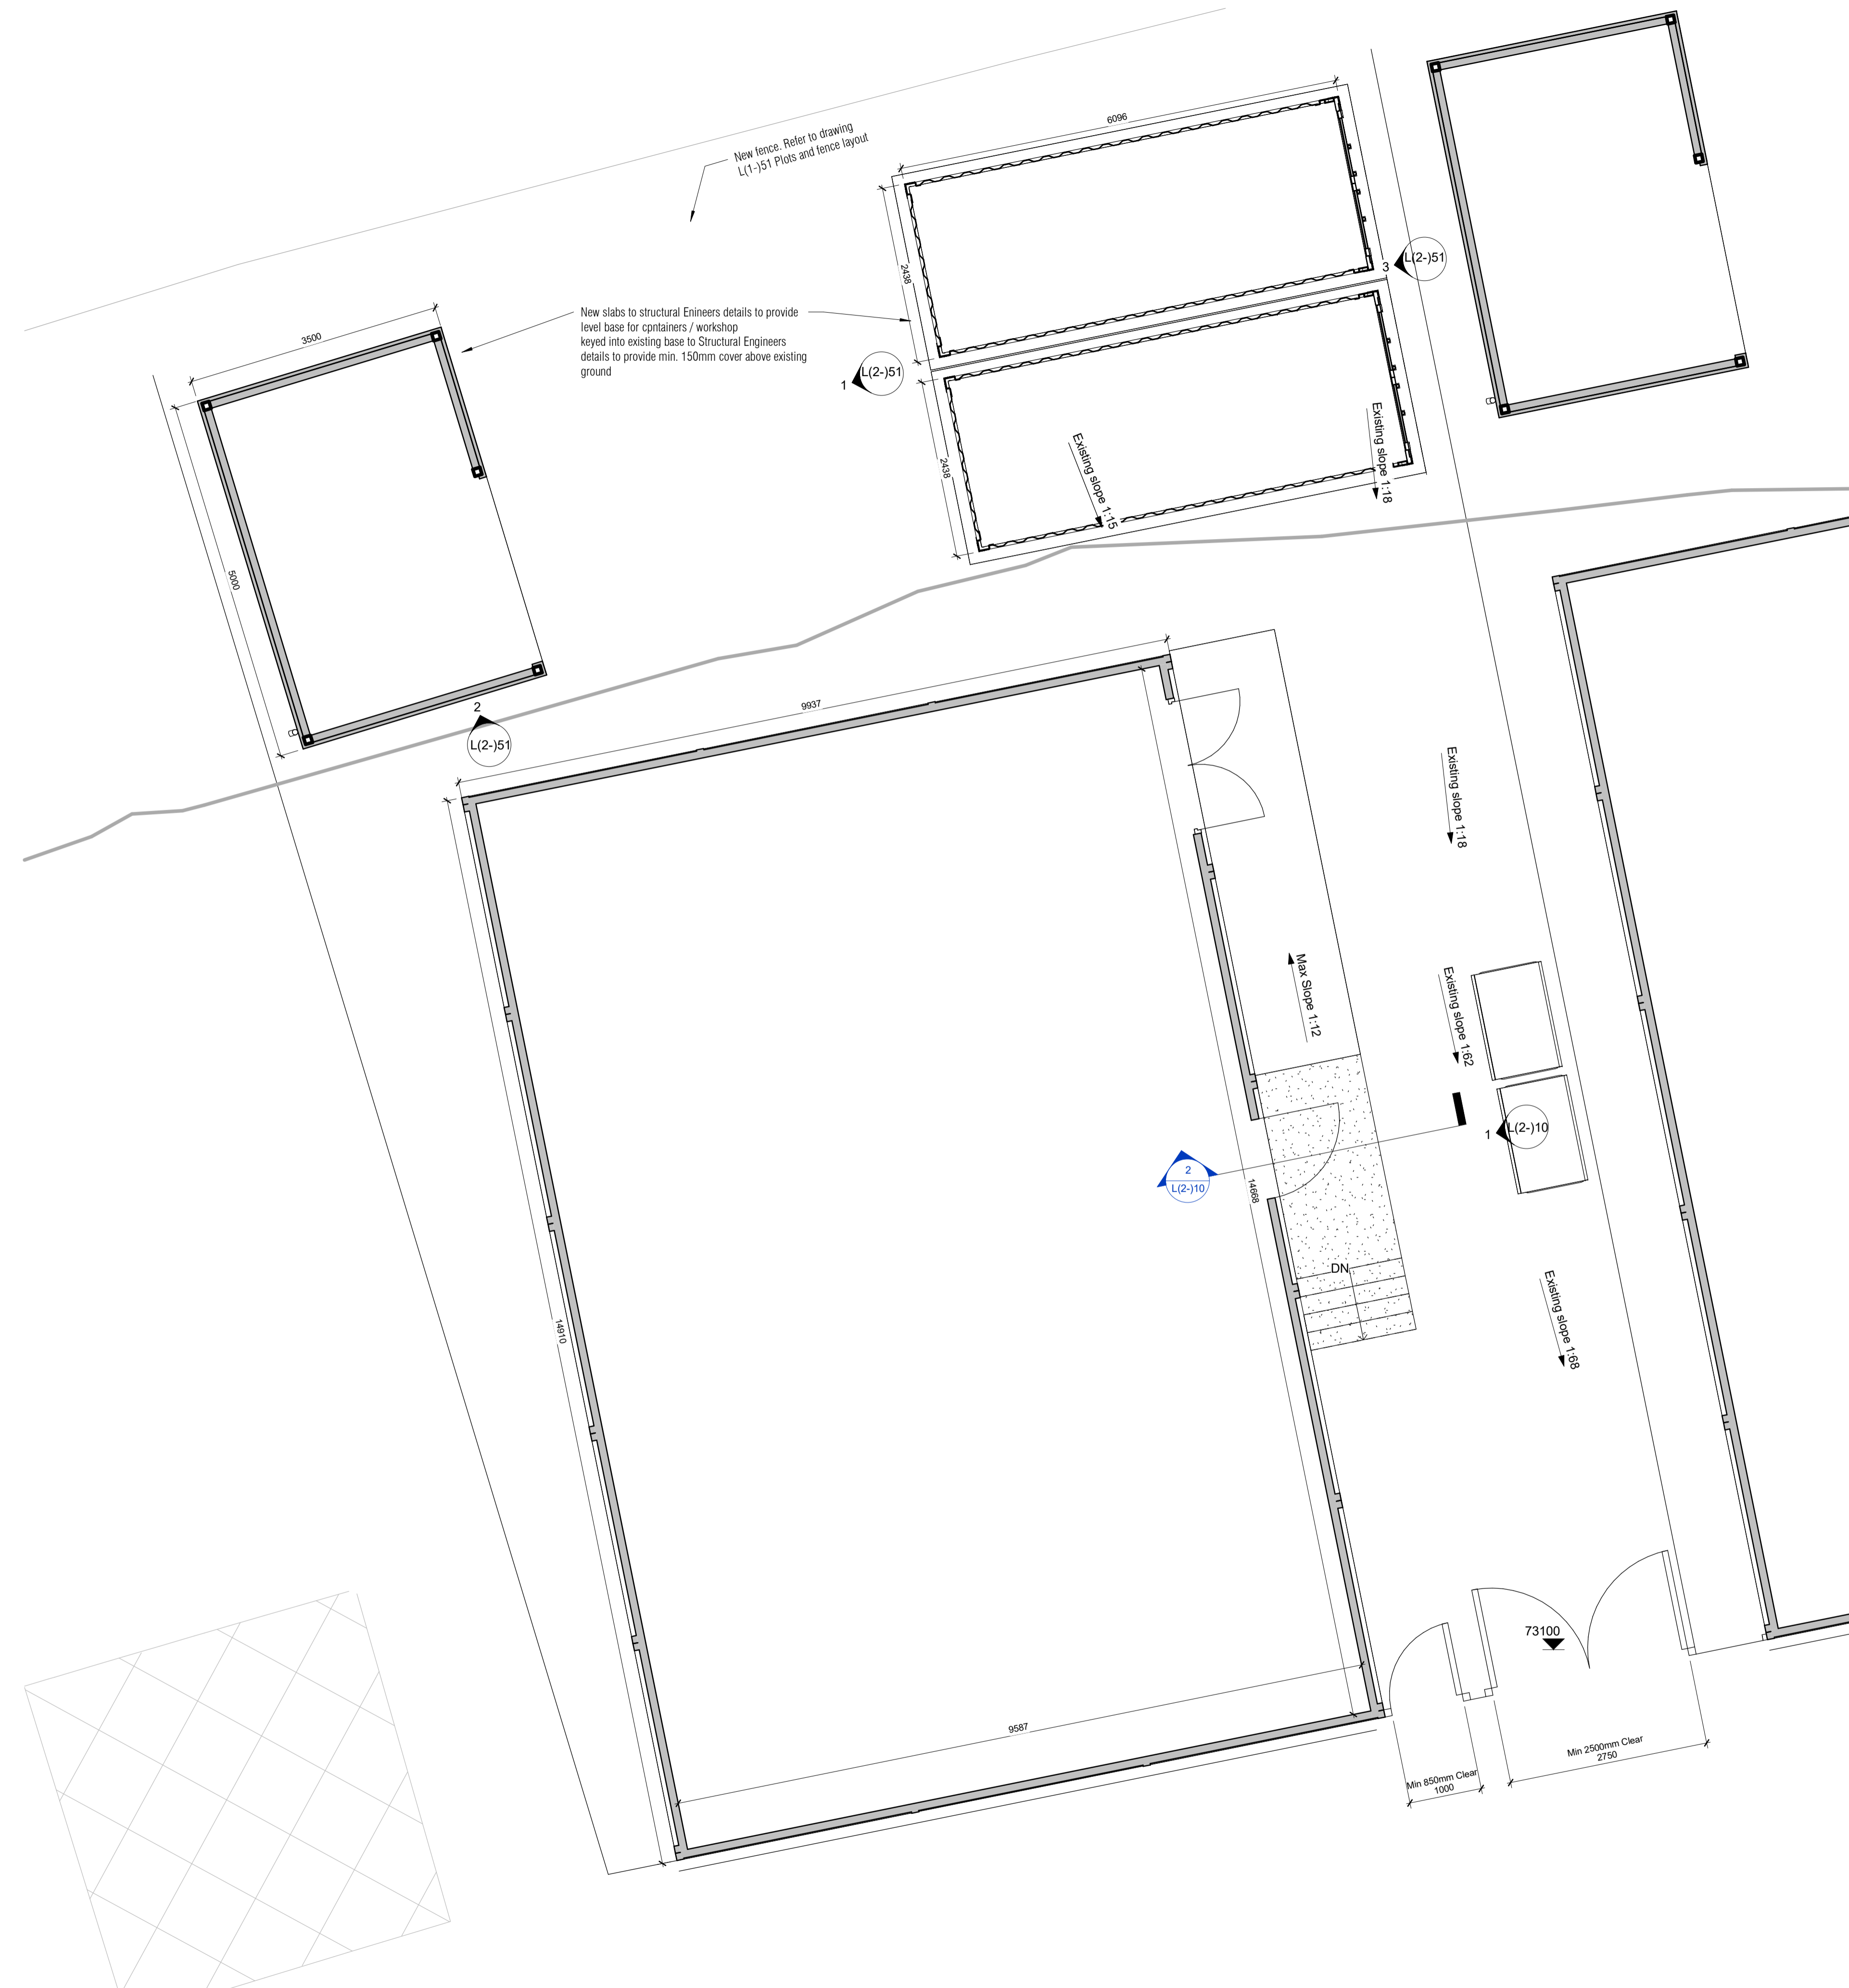 6096
New fence. Refer to drawing
L(1-)51 Plots and fence layout
2438
3
L(2-)51
New slabs to structural Enineers details to provide
level base for cpntainers / workshop
keyed into existing base to Structural Engineers
details to provide min. 150mm cover above existing
ground
3500
1
L(2-)51
Existing slope 1:18
Existing slope 1:15
2438
5000
2
L(2-)51
9937
Existing slope 1:18
Max Slope 1:12
Existing slope 1:62
1
L(2-)10
2
L(2-)10
14668
DN
14910
Existing slope 1:68
73100
9587
Min 2500mm Clear
2750
Min 850mm Clear
1000